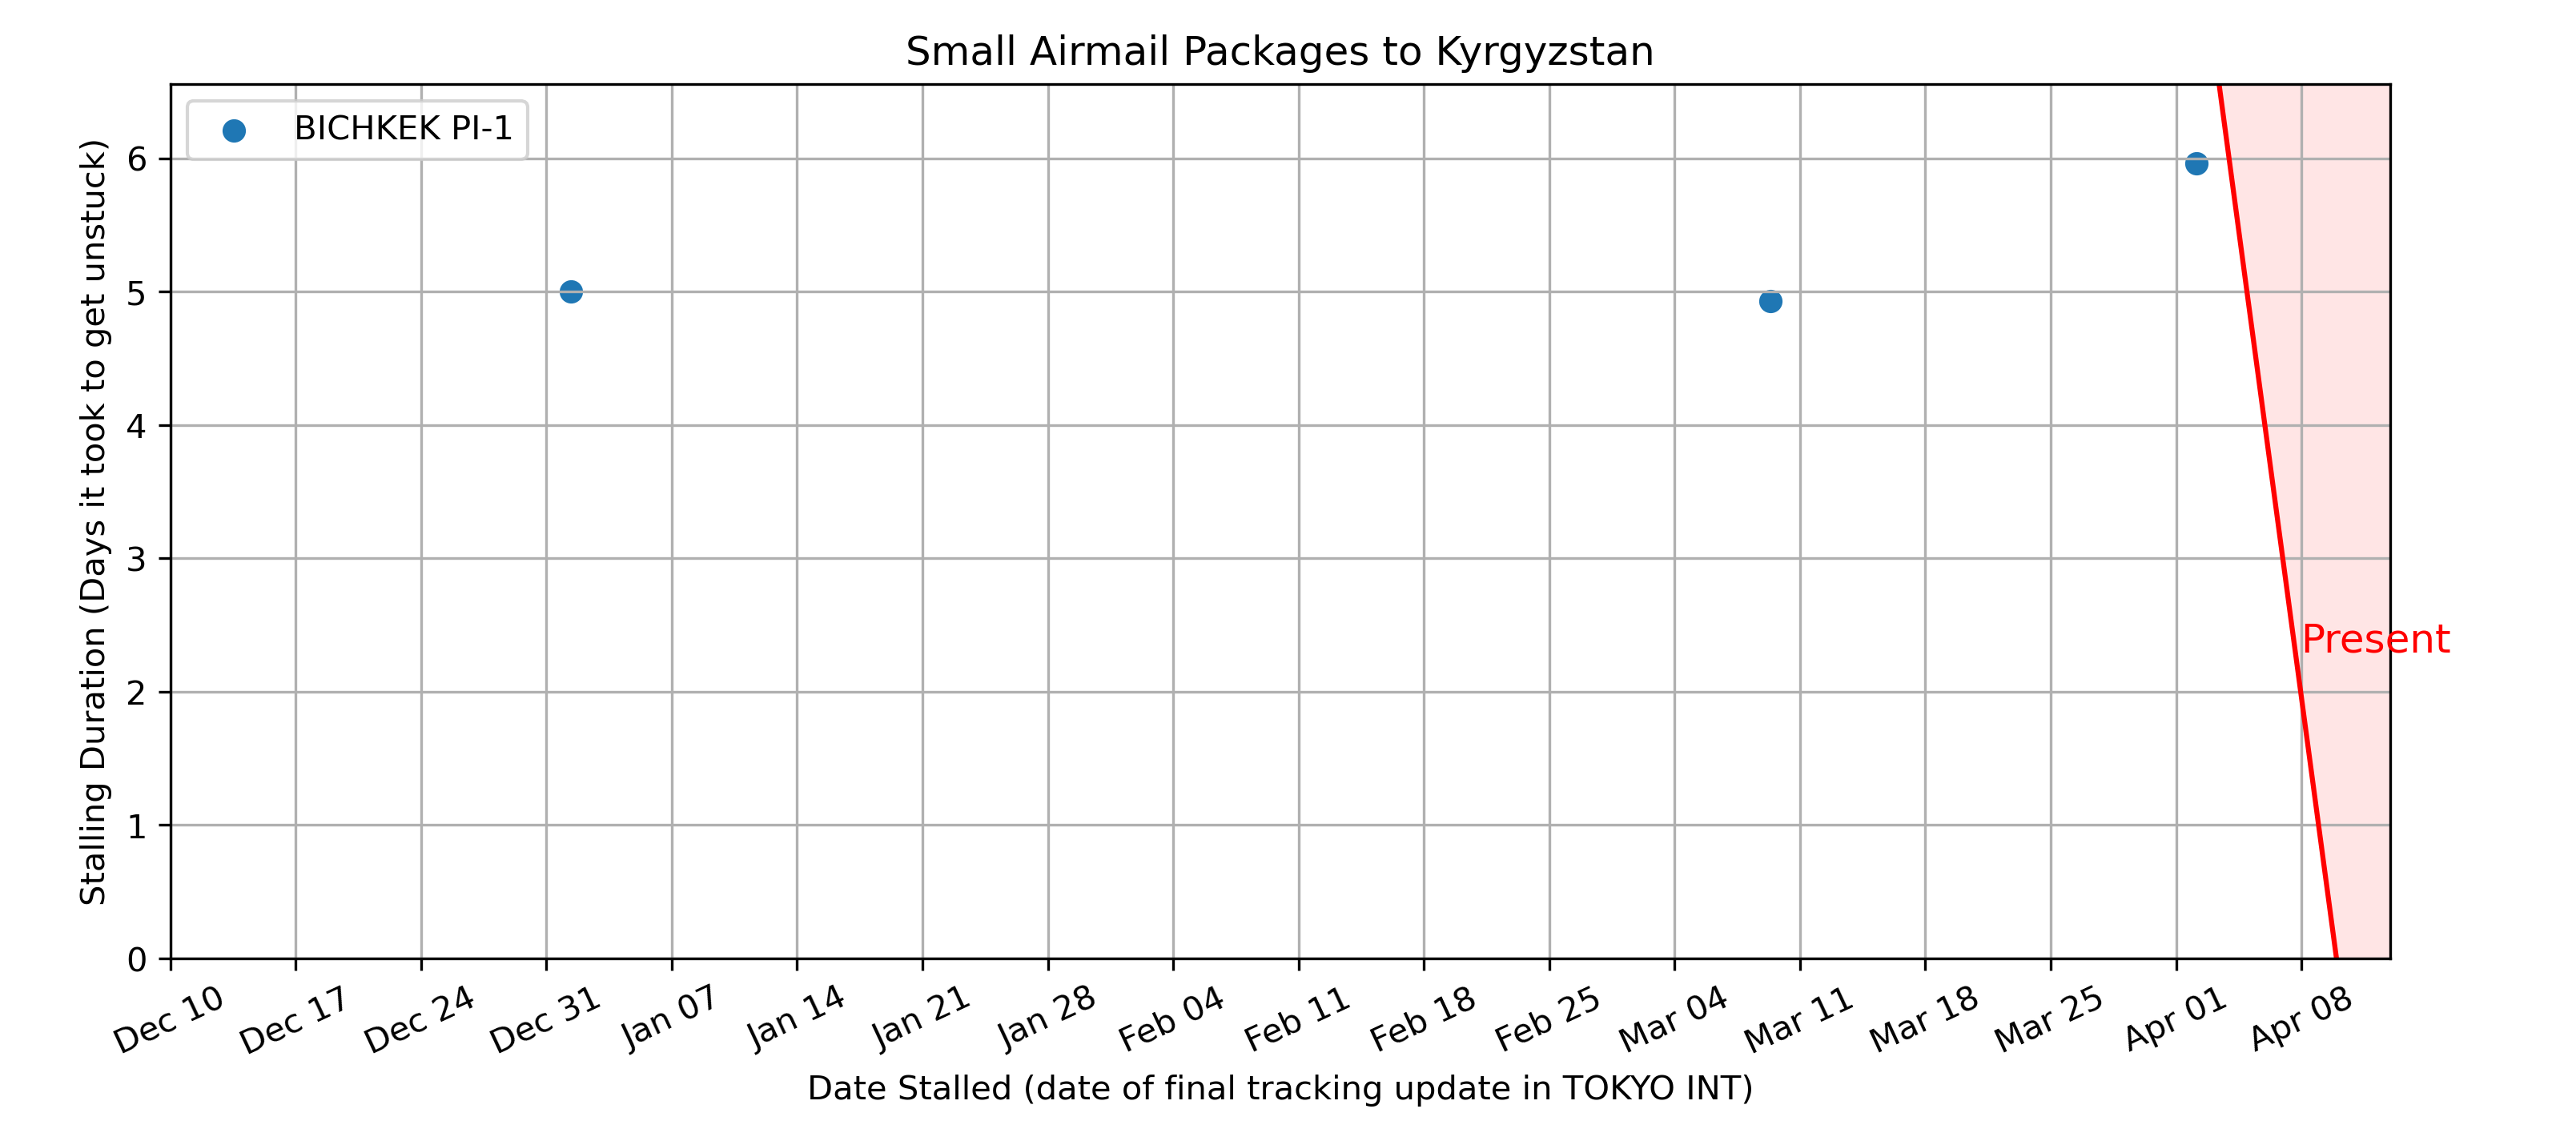 Small Airmail Packages to Kyrgyzstan
BICHKEK PI-1
Stalling Duration (Days it took to get unstuck)
6
5
4
3
2
1
0
Present
Dec 10
Dec 17
Dec 24
Dec 31
Jan 07
Jan 14
Jan 21
Jan 28
Feb 04
Feb 11
Feb 18
Feb 25
Mar 04
Mar 11
Mar 18
Mar 25
Apr 01
Apr 08
Date Stalled (date of final tracking update in TOKYO INT)